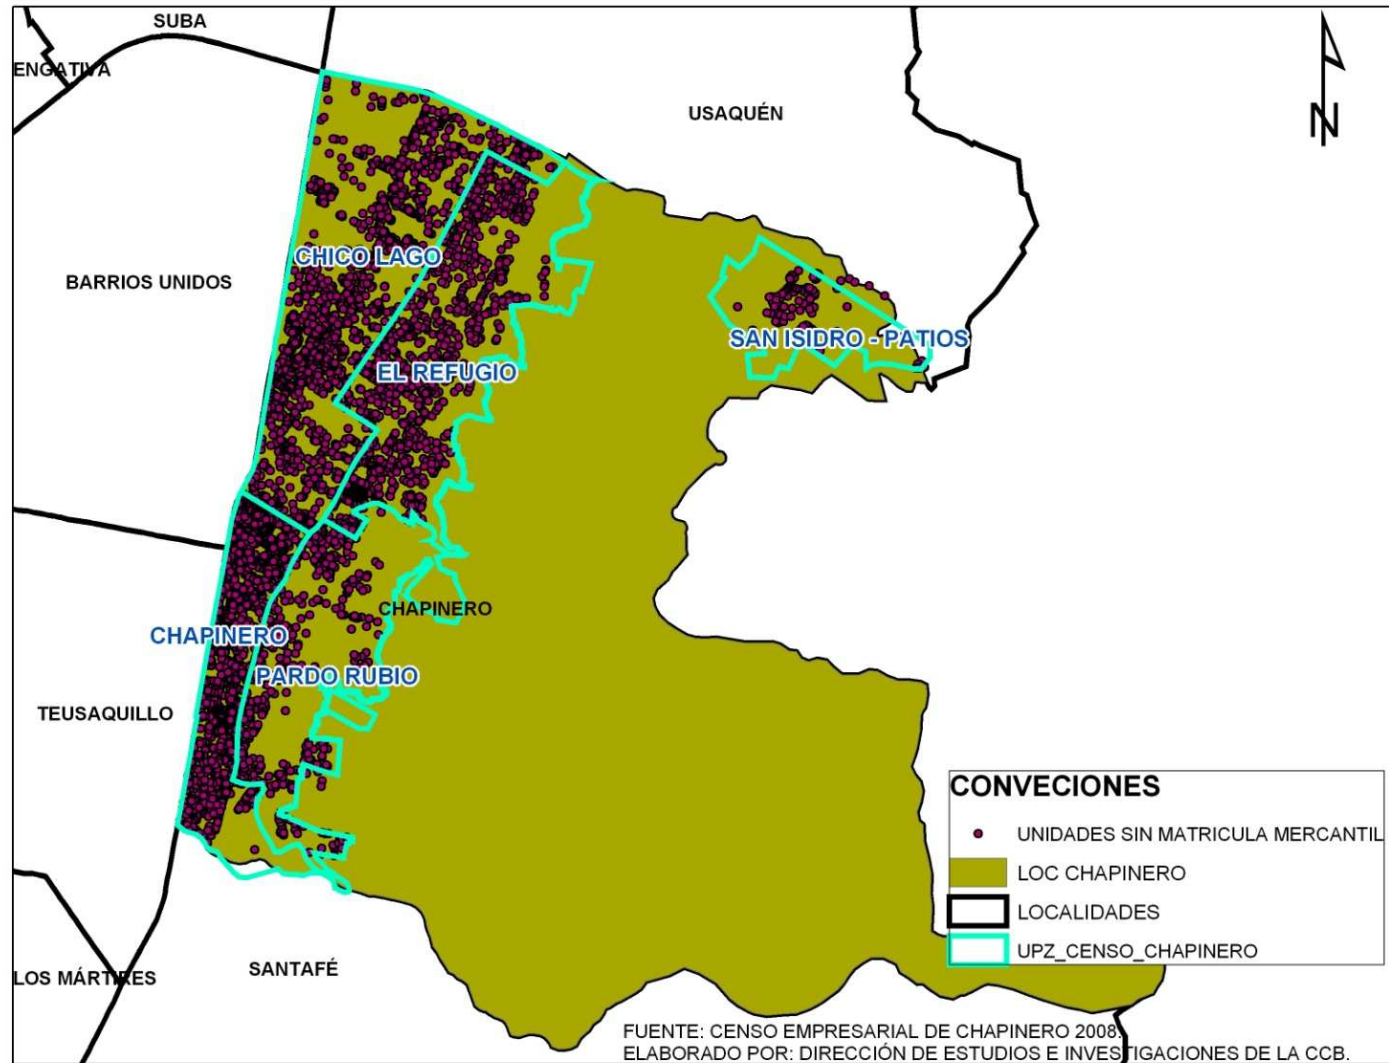 SUBA
ENGATIVA
USAQUÉN
N
CHICO LAGO
BARRIOS UNIDOS
SAN ISIDRO - PATIOS
EL REFUGIO
CHAPINERO
CHAPINERO
PARDO RUBIO
TEUSAQUILLO
CONVECIONES
UNIDADES SIN MATRICULA MERCANTIL
LOC CHAPINERO
LOCALIDADES
UPZ_CENSO_CHAPINERO
SANTAFÉ
LOS MÁRTIRES
FUENTE: CENSO EMPRESARIAL DE CHAPINERO 2008.
ELABORADO POR: DIRECCIÓN DE ESTUDIOS E INVESTIGACIONES DE LA CCB.